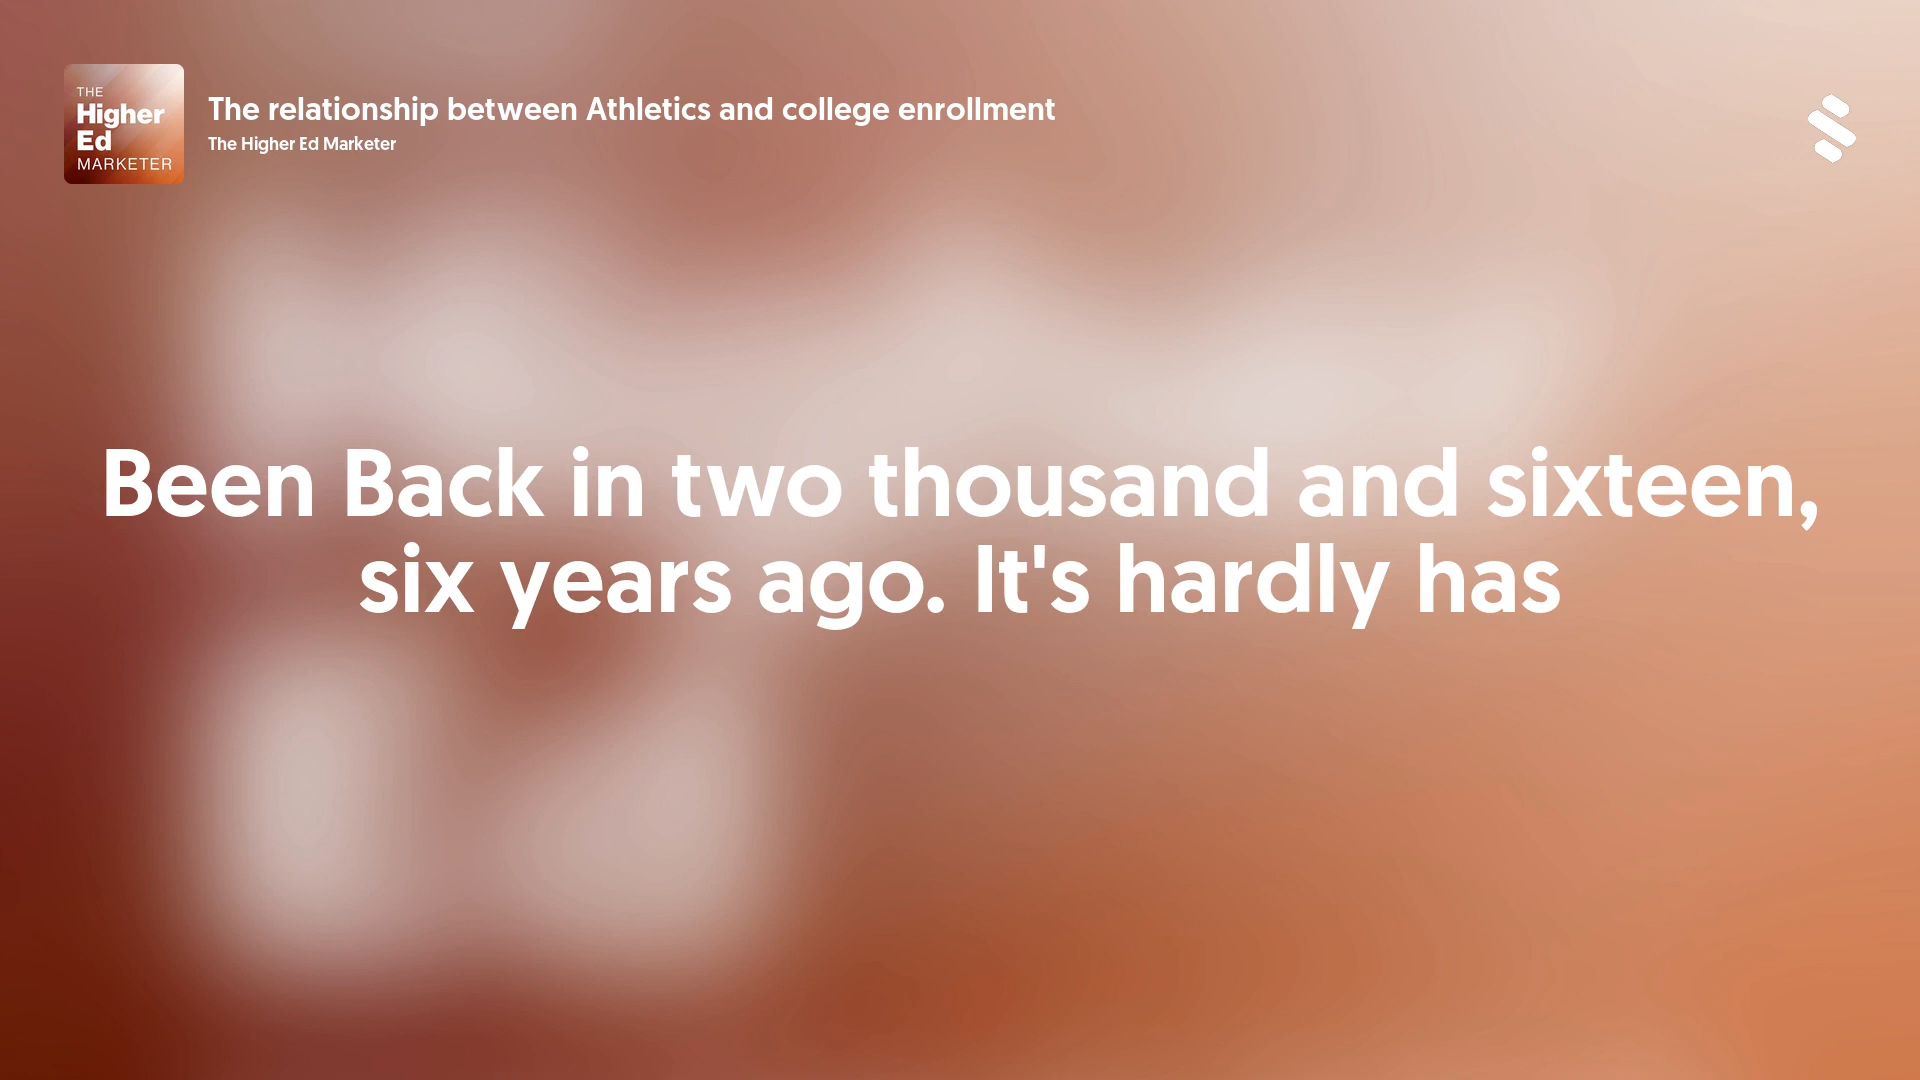 THE
Higher
Ed
MARKETER
The relationship between Athletics and college enrollment
The Higher Ed Marketer
Been Back in two thousand and sixteen,
six years ago. It's hardly has